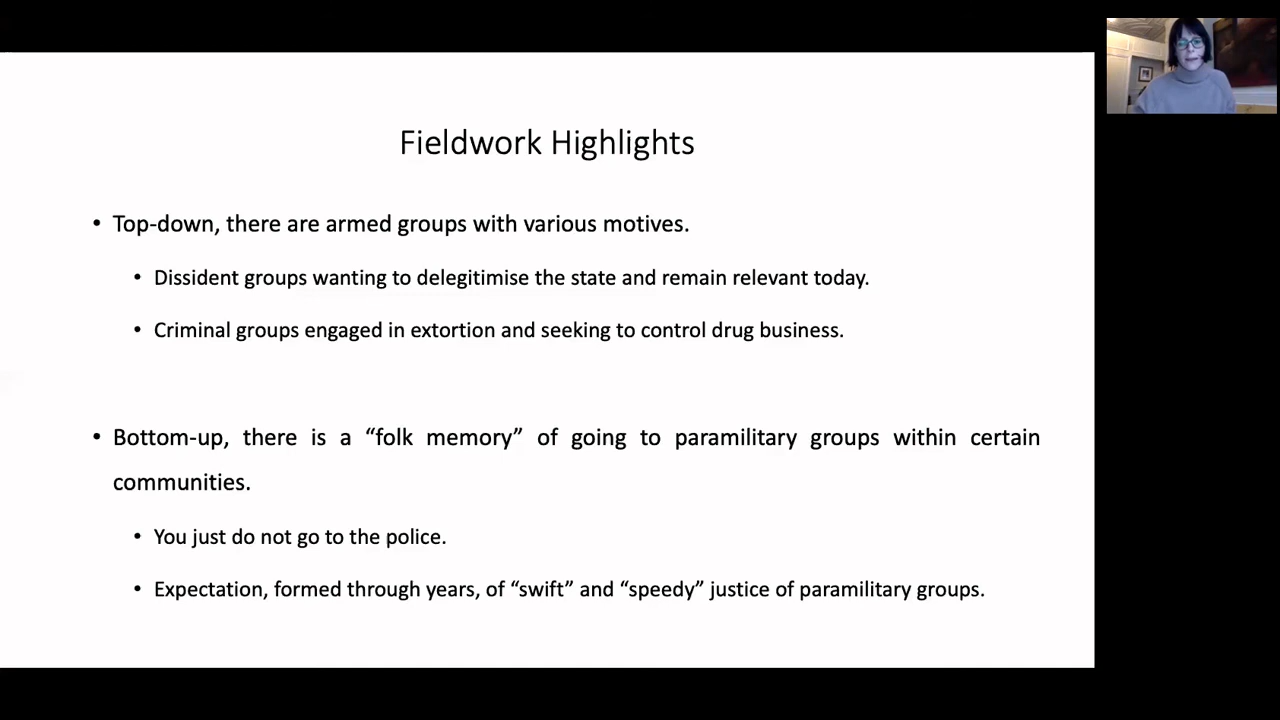 Fieldwork Highlights
• Top-down, there are armed groups with various motives.
• Dissident groups wanting to delegitimise the state and remain relevant today.
• Criminal groups engaged in extortion and seeking to control drug business.
• Bottom-up, there is a “folk memory” of going to paramilitary groups within certain
communities.
• You just do not go to the police.
• Expectation, formed through years, of “swift” and “speedy” justice of paramilitary groups.